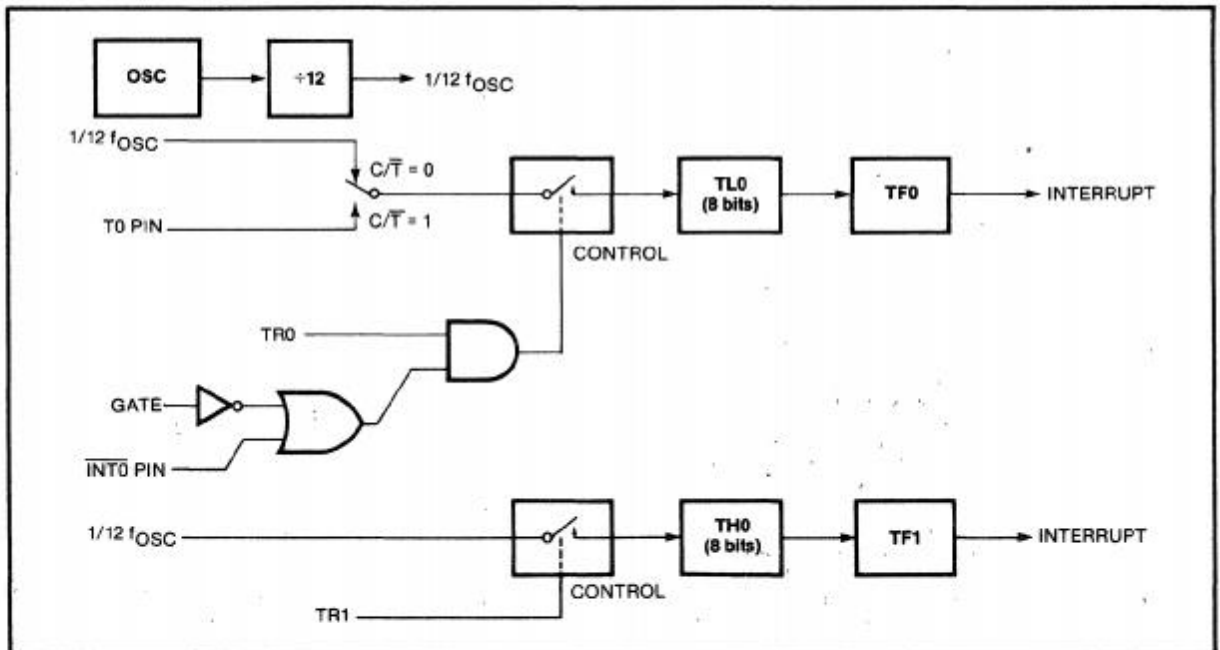 OSC
÷12
1/12 fOSC
1/12 fOSC
C/T̅ = 0
T0 PIN
C/T̅ = 1
CONTROL
TL0
(8 bits)
TF0
INTERRUPT
TR0
GATE
I̅N̅T̅0̅ PIN
1/12 fOSC
CONTROL
TR1
TH0
(8 bits)
TF1
INTERRUPT